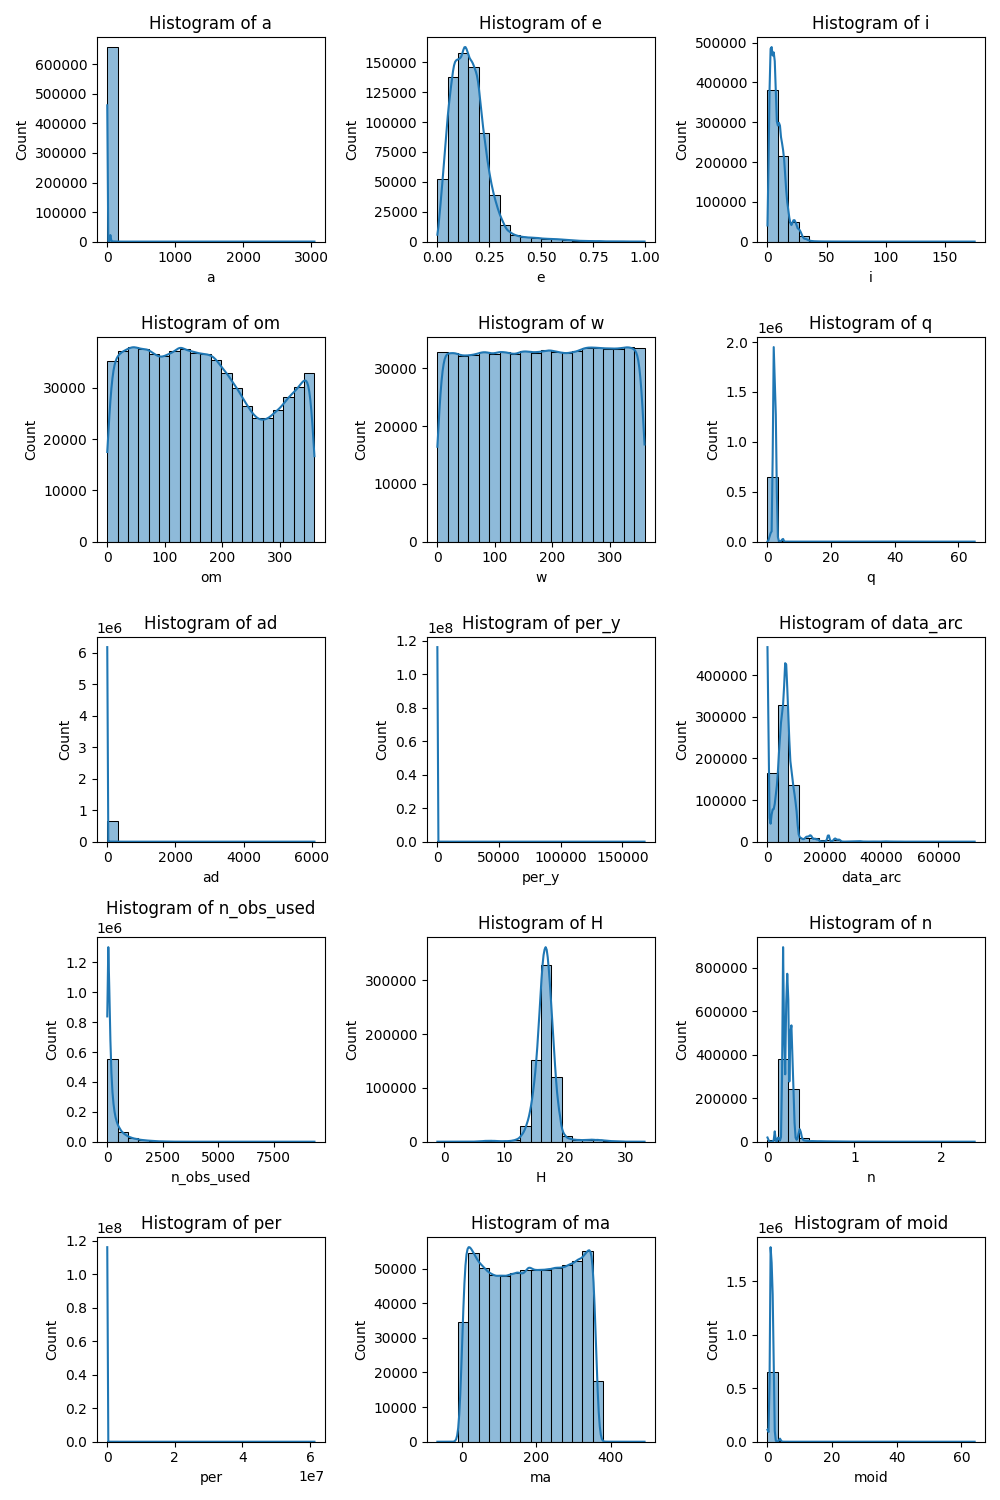 Histogram of a
600000
500000
400000
300000
200000
100000
0
Count
0 1000 2000 3000
a
Histogram of e
150000
125000
100000
75000
50000
25000
0
Count
0.00 0.25 0.50 0.75 1.00
e
Histogram of i
500000
400000
300000
200000
100000
0
Count
0 50 100 150
i
Histogram of om
30000
20000
10000
0
Count
0 100 200 300
om
Histogram of w
30000
25000
20000
15000
10000
5000
0
Count
0 100 200 300
w
1e6
Histogram of q
2.0
1.5
1.0
0.5
0.0
Count
0 20 40 60
q
1e6
Histogram of ad
6
5
4
3
2
1
0
Count
0 2000 4000 6000
ad
1e8
Histogram of per_y
1.2
1.0
0.8
0.6
0.4
0.2
0.0
Count
0 50000 100000 150000
per_y
Histogram of data_arc
400000
300000
200000
100000
0
Count
0 20000 40000 60000
data_arc
Histogram of n_obs_used
1e6
1.2
1.0
0.8
0.6
0.4
0.2
0.0
Count
0 2500 5000 7500
n_obs_used
Histogram of H
300000
200000
100000
0
Count
0 10 20 30
H
Histogram of n
800000
600000
400000
200000
0
Count
0 1 2
n
1e8
Histogram of per
1.2
1.0
0.8
0.6
0.4
0.2
0.0
Count
0 2 4 6
per
1e7
Histogram of ma
50000
40000
30000
20000
10000
0
Count
0 200 400
ma
1e6
Histogram of moid
1.5
1.0
0.5
0.0
Count
0 20 40 60
moid